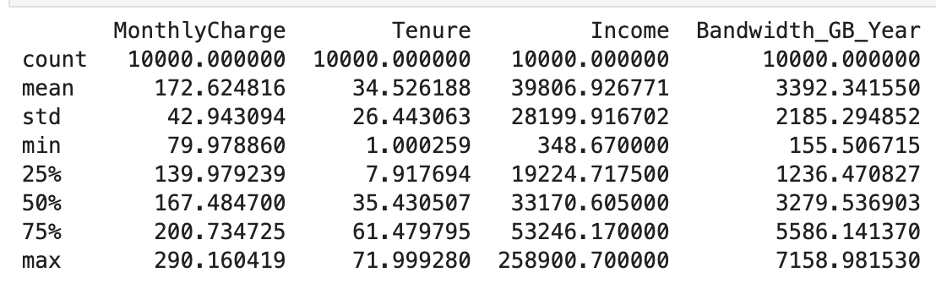 MonthlyCharge Tenure Income Bandwidth_GB_Year
count 10000.000000 10000.000000 10000.000000 10000.000000
mean 172.624816 34.526188 39806.926771 3392.341550
std 42.943094 26.443063 28199.916702 2185.294852
min 79.978860 1.000259 348.670000 155.506715
25% 139.979239 7.917694 19224.717500 1236.470827
50% 167.484700 35.430507 33170.605000 3279.536903
75% 200.734725 61.479795 53246.170000 5586.141370
max 290.160419 71.999280 258900.700000 7158.981530